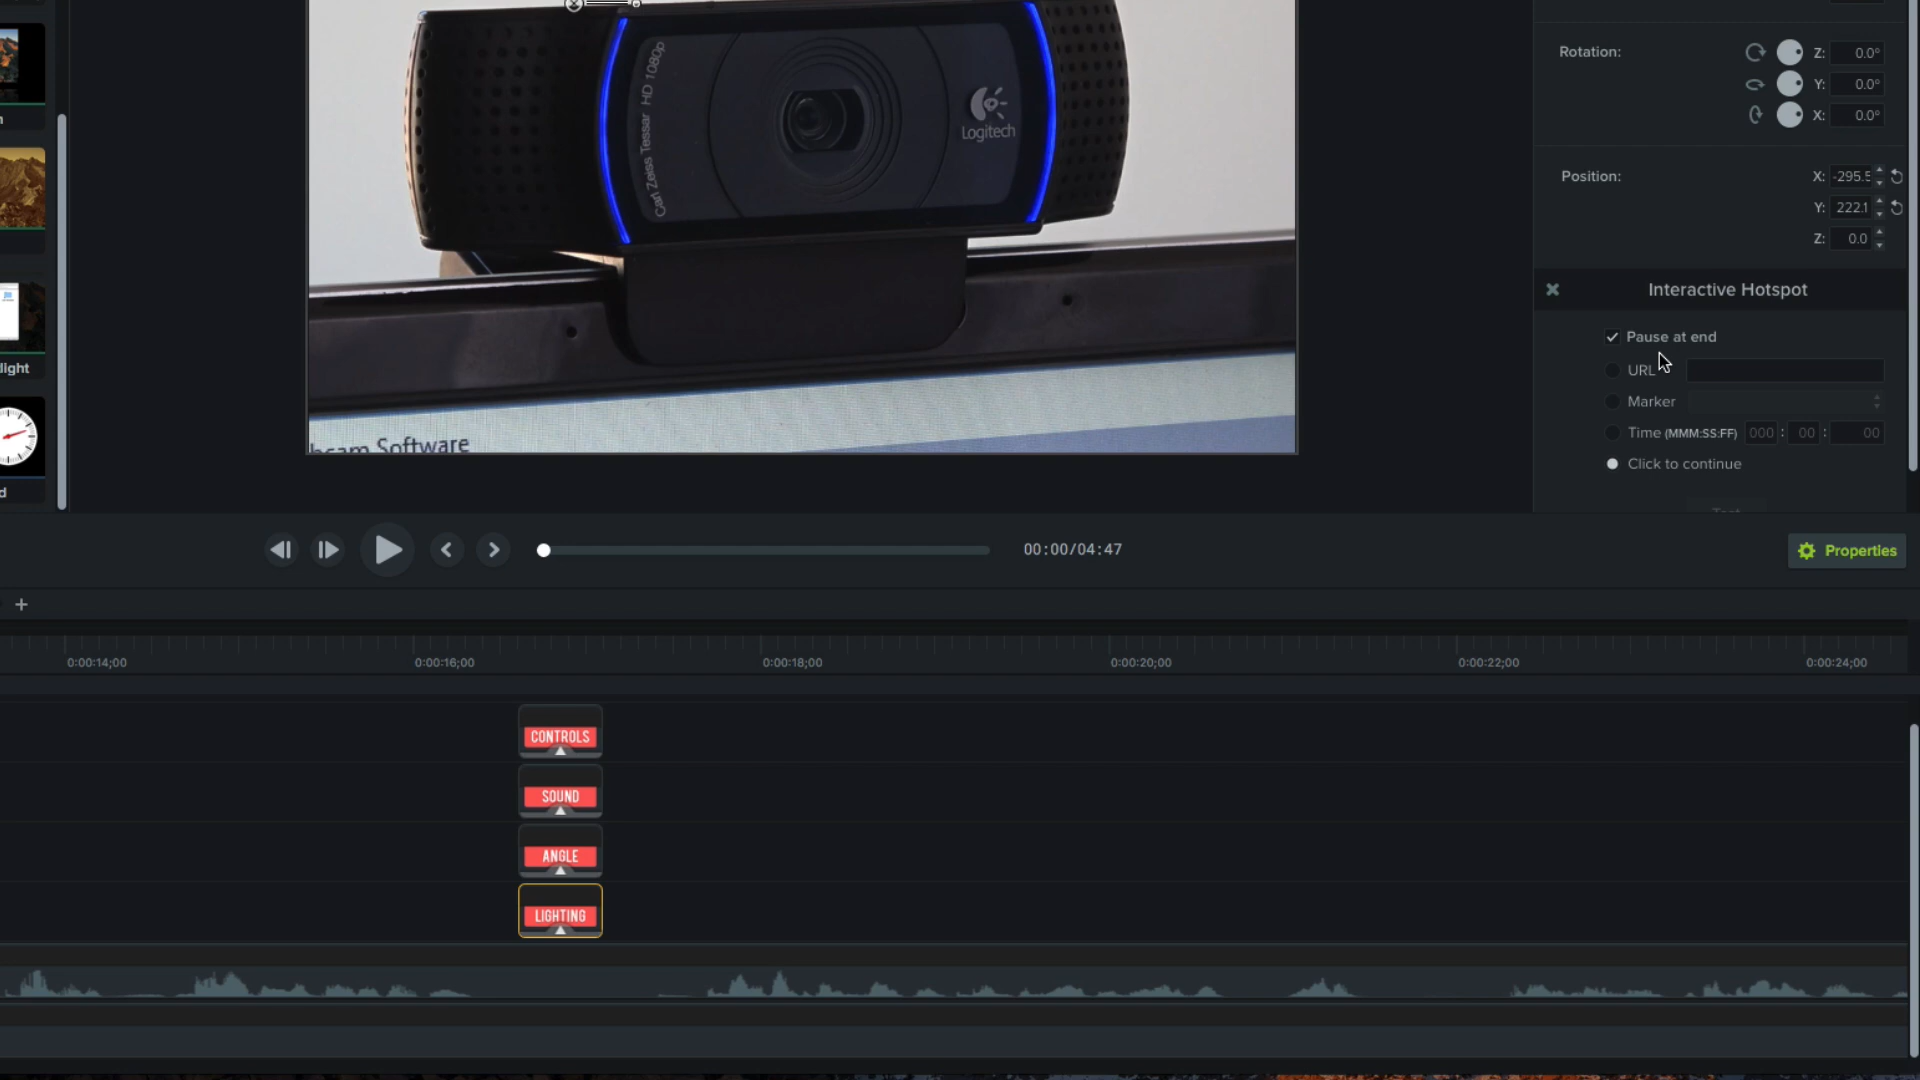 Carl Zeiss Tessar HD 1080p
Logitech
Software
light
Rotation:
Z: 0.0°
Y: 0.0°
X: 0.0°
Position:
X: -295.5
Y: 222.1
Z: 0.0
Interactive Hotspot
Pause at end
URL
Marker
Time (MMM:SS:FF) 000 : 00 : 00
Click to continue
00:00/04:47
Properties
+
0:00:14;00
0:00:16;00
0:00:18;00
0:00:20;00
0:00:22;00
0:00:24;00
CONTROLS
SOUND
ANGLE
LIGHTING